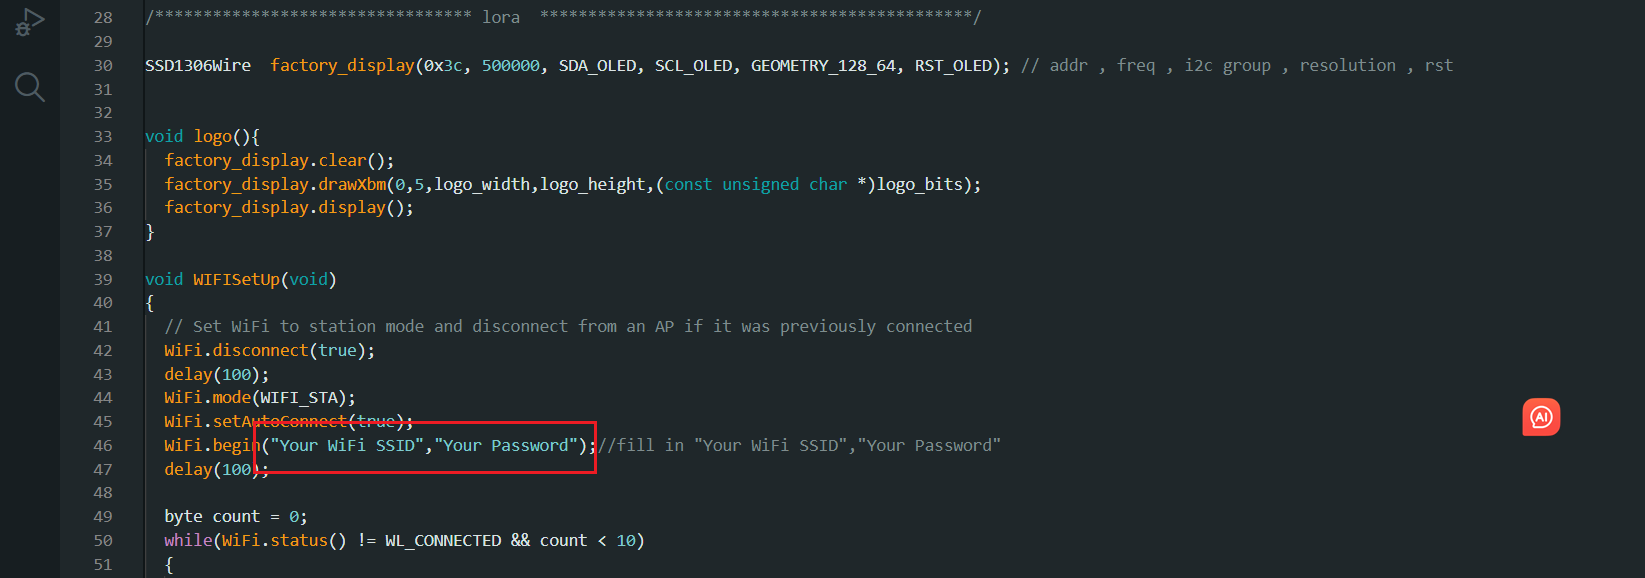 28 /********************************* lora *********************************************/
29
30 SSD1306Wire  factory_display(0x3c, 500000, SDA_OLED, SCL_OLED, GEOMETRY_128_64, RST_OLED); // addr , freq , i2c group , resolution , rst
31
32
33 void logo(){
34   factory_display.clear();
35   factory_display.drawXbm(0,5,logo_width,logo_height,(const unsigned char *)logo_bits);
36   factory_display.display();
37 }
38
39 void WIFISetUp(void)
40 {
41   // Set WiFi to station mode and disconnect from an AP if it was previously connected
42   WiFi.disconnect(true);
43   delay(100);
44   WiFi.mode(WIFI_STA);
45   WiFi.setAutoConnect(true);
46   WiFi.begin("Your WiFi SSID","Your Password");//fill in "Your WiFi SSID","Your Password"
47   delay(100);
48
49   byte count = 0;
50   while(WiFi.status() != WL_CONNECTED && count < 10)
51   {
AI